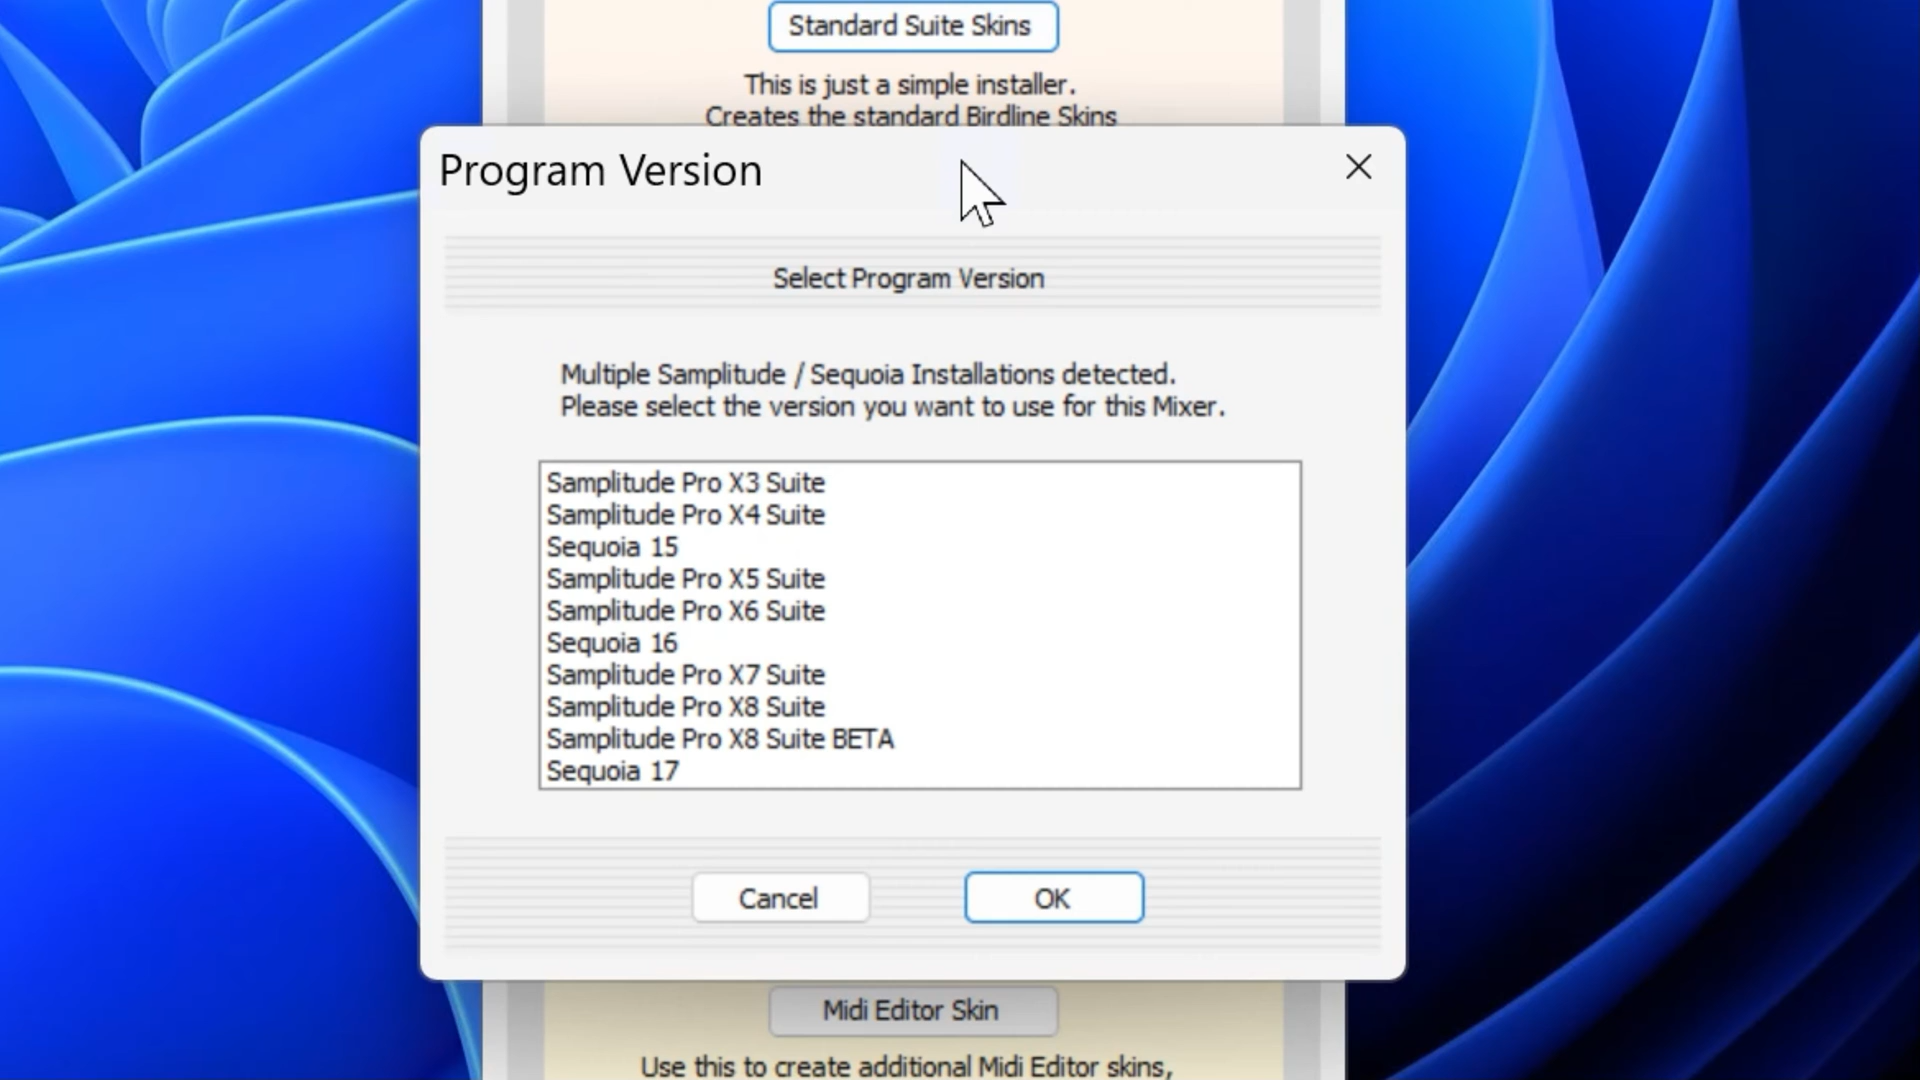 Standard Suite Skins
This is just a simple installer.
Creates the standard Birdline Skins
Program Version
Select Program Version
Multiple Samplitude / Sequoia Installations detected.
Please select the version you want to use for this Mixer.
Samplitude Pro X3 Suite
Samplitude Pro X4 Suite
Sequoia 15
Samplitude Pro X5 Suite
Samplitude Pro X6 Suite
Sequoia 16
Samplitude Pro X7 Suite
Samplitude Pro X8 Suite
Samplitude Pro X8 Suite BETA
Sequoia 17
Cancel
OK
Midi Editor Skin
Use this to create additional Midi Editor skins,